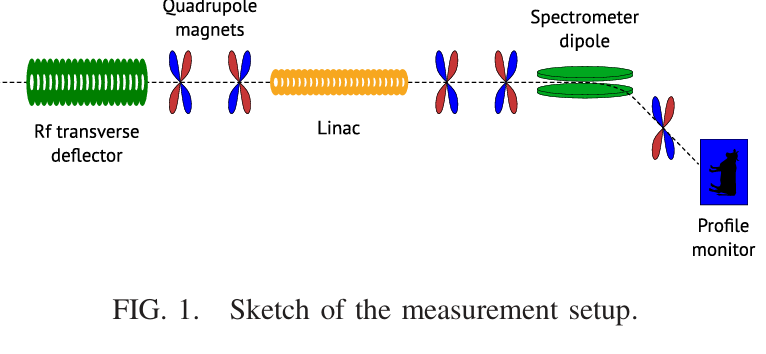 Quadrupole
magnets
Spectrometer
dipole
Rf transverse
deflector
Linac
Profile
monitor
FIG. 1. Sketch of the measurement setup.